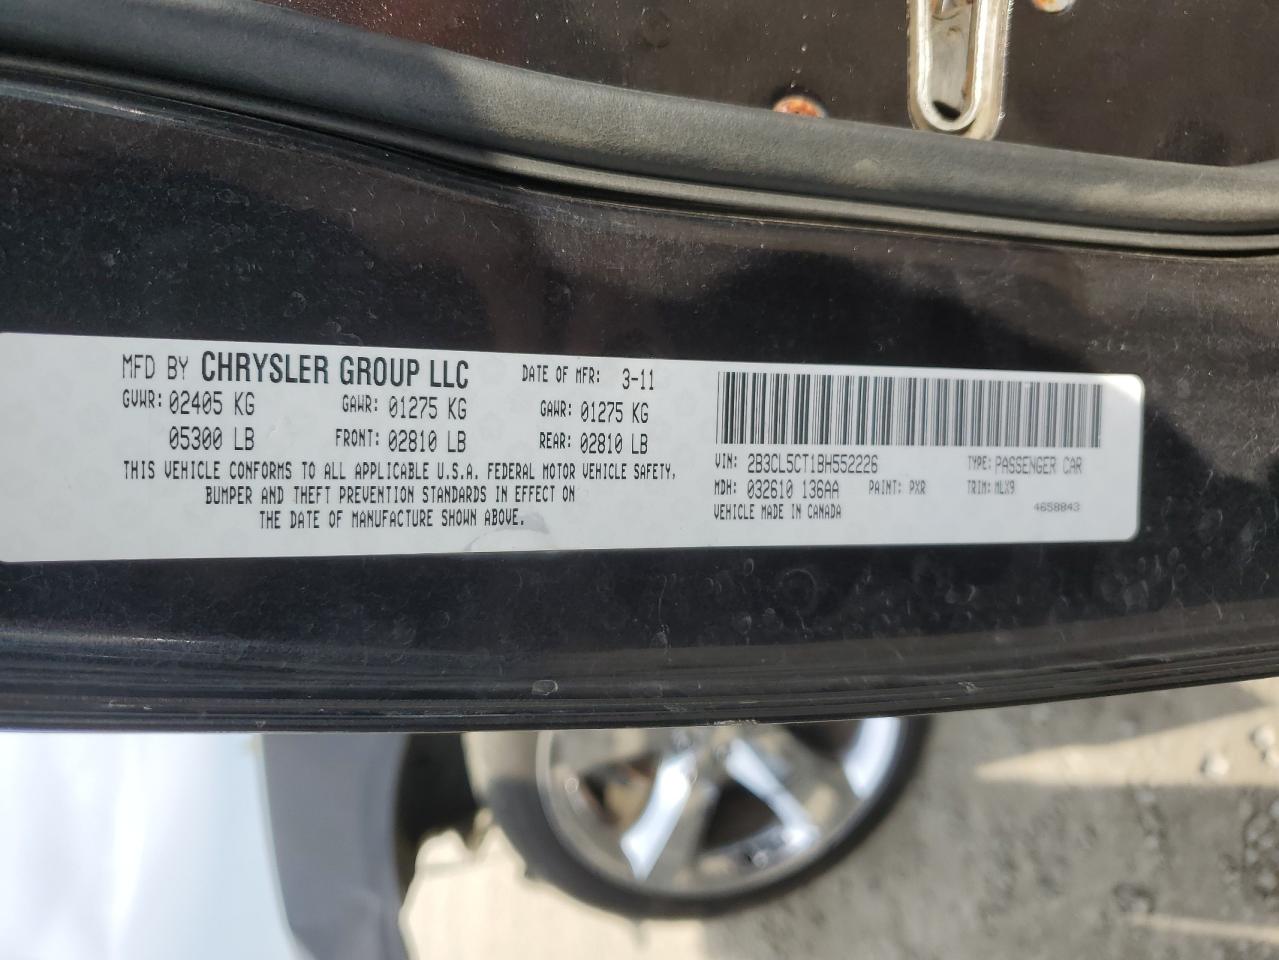 MFD BY CHRYSLER GROUP LLC DATE OF MFR: 3-11
GVWR: 02405 KG GAWR: 01275 KG GAWR: 01275 KG
05300 LB FRONT: 02810 LB REAR: 02810 LB
THIS VEHICLE CONFORMS TO ALL APPLICABLE U.S.A. FEDERAL MOTOR VEHICLE SAFETY,
BUMPER AND THEFT PREVENTION STANDARDS IN EFFECT ON
THE DATE OF MANUFACTURE SHOWN ABOVE.
VIN: 2B3CL5CT1BH552226 TYPE: PASSENGER CAR
MDH: 032610 136AA PAINT: PXR TRIM: MLX9
VEHICLE MADE IN CANADA 4658843